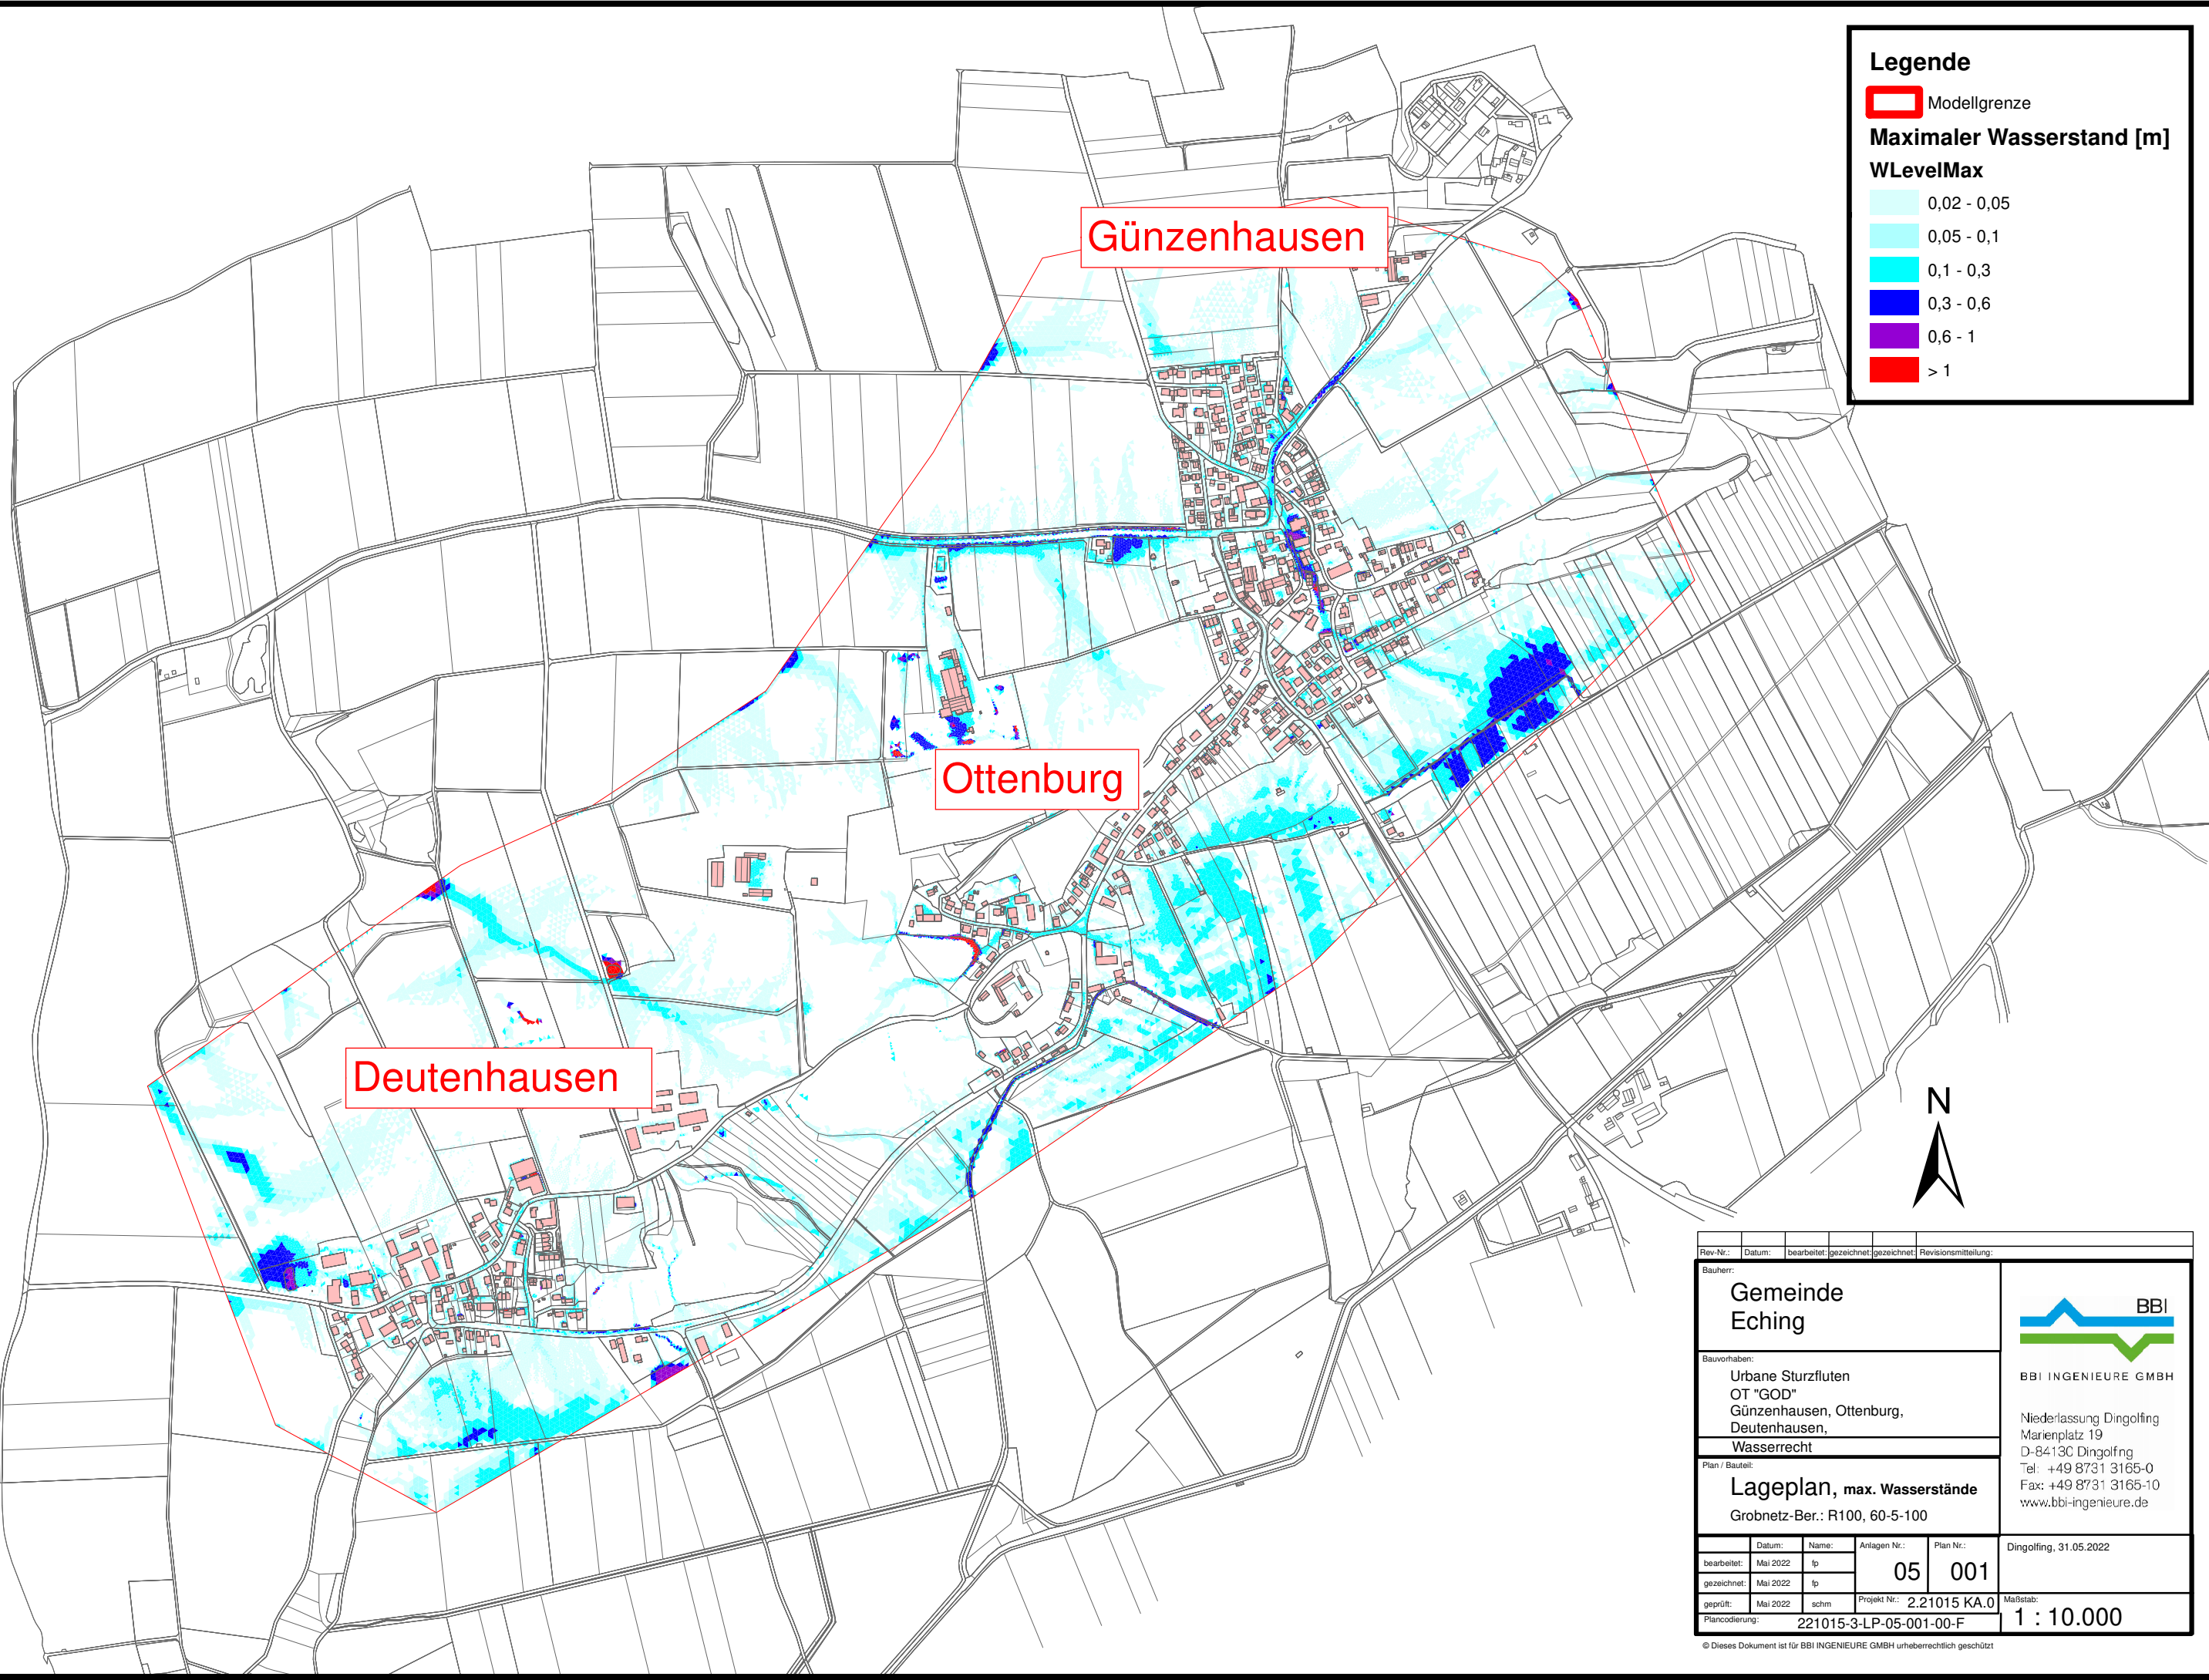 Legende
Modellgrenze
Maximaler Wasserstand [m]
WLevelMax
0,02 - 0,05
0,05 - 0,1
0,1 - 0,3
0,3 - 0,6
0,6 - 1
> 1
Günzenhausen
Ottenburg
Deutenhausen
N
Rev-Nr.: Datum: bearbeitet: gezeichnet: gezeichnet: Revisionsmitteilung:
Bauherr:
Gemeinde
Eching
Bauvorhaben:
Urbane Sturzfluten
OT "GOD"
Günzenhausen, Ottenburg,
Deutenhausen,
Wasserrecht
Plan / Bauteil:
Lageplan, max. Wasserstände
Grobnetz-Ber.: R100, 60-5-100
BBI
BBI INGENIEURE GMBH
Niederlassung Dingolfing
Marienplatz 19
D-84130 Dingolfing
Tel: +49 8731 3165-0
Fax: +49 8731 3165-10
www.bbi-ingenieure.de
Datum: Name: Anlagen Nr.: Plan Nr.:
bearbeitet: Mai 2022 fp
gezeichnet: Mai 2022 fp
05 001
geprüft: Mai 2022 schm Projekt Nr.: 2.21015 KA.0
Plancodierung: 221015-3-LP-05-001-00-F
Dingolfing, 31.05.2022
Maßstab:
1 : 10.000
© Dieses Dokument ist für BBI INGENIEURE GMBH urheberrechtlich geschützt